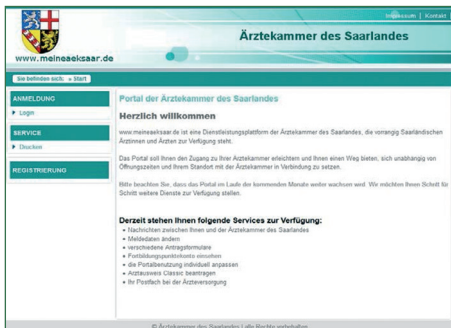 Impressum | Kontakt
Ärztekammer des Saarlandes
www.meineaeksaar.de
Sie befinden sich: » Start
ANMELDUNG
Login
SERVICE
Drucken
REGISTRIERUNG
Portal der Ärztekammer des Saarlandes
Herzlich willkommen
www.meineaeksaar.de ist eine Dienstleistungsplattform der Ärztekammer des Saarlandes, die vorrangig Saarländischen
Ärztinnen und Ärzten zur Verfügung steht.
Das Portal soll Ihnen den Zugang zu Ihrer Ärztekammer erleichtern und Ihnen einen Weg bieten, sich unabhängig von
Öffnungszeiten und Ihrem Standort mit der Ärztekammer in Verbindung zu setzen.
Bitte beachten Sie, dass das Portal im Laufe der kommenden Monate weiter wachsen wird. Wir möchten Ihnen Schritt für
Schritt weitere Dienste zur Verfügung stellen.
Derzeit stehen Ihnen folgende Services zur Verfügung:
Nachrichten zwischen Ihnen und der Ärztekammer des Saarlandes
Meldedaten ändern
verschiedene Antragsformulare
Fortbildungspunktekonto einsehen
die Portalbenutzung individuell anpassen
Arztausweis Classic beantragen
Ihr Postfach bei der Ärzteversorgung
© Ärztekammer des Saarlandes | alle Rechte vorbehalten